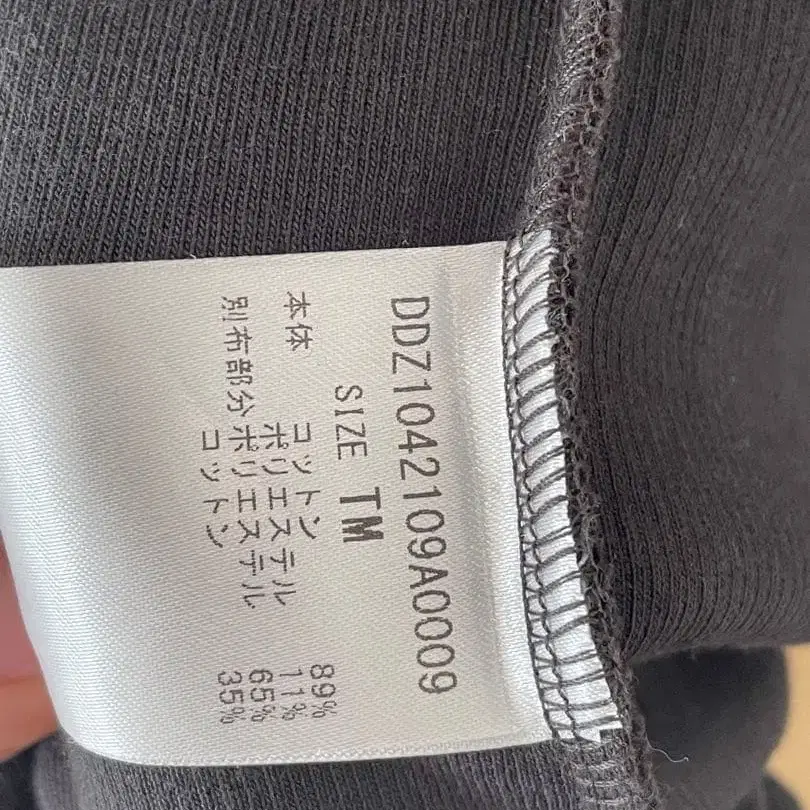 DDZ1042109A0009
SIZE TM
本体 コットン 89%
ポリエステル 11%
別布部分 ポリエステル 65%
コットン 35%